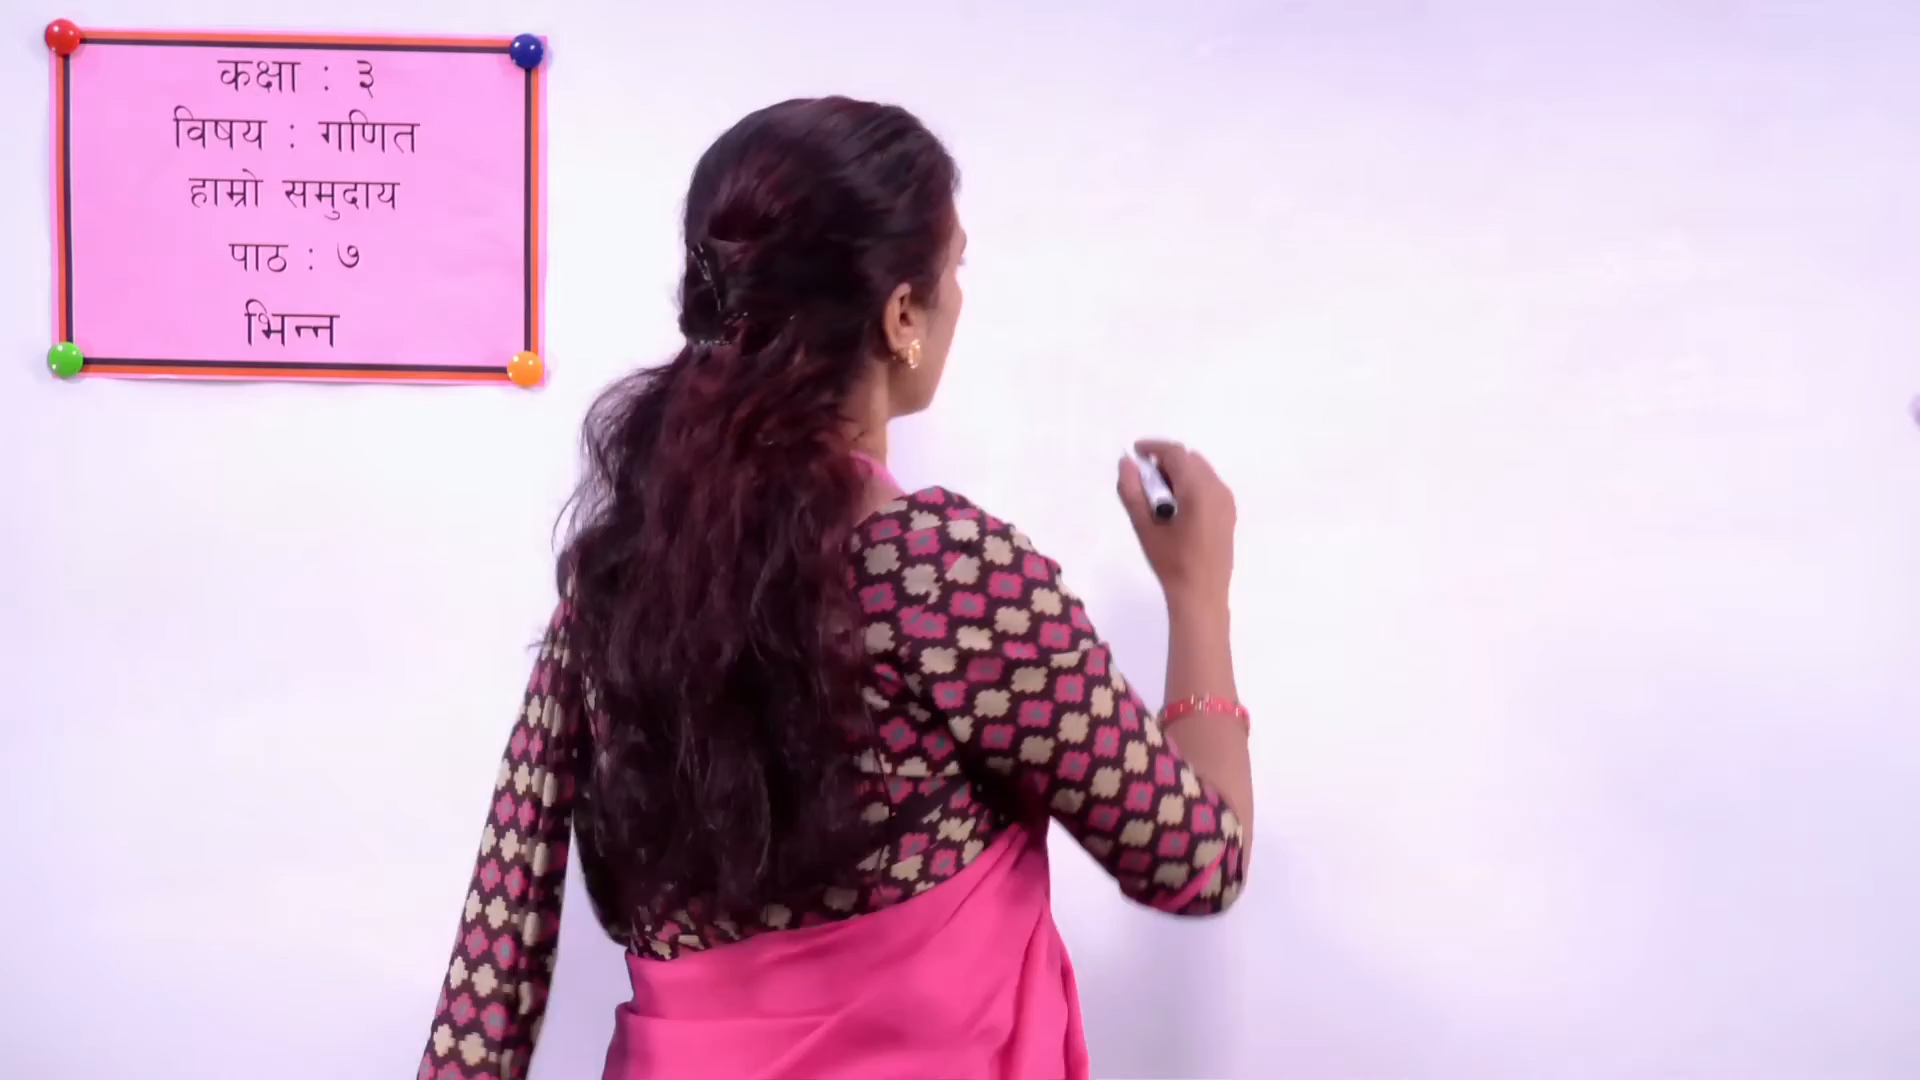 कक्षा : ३
विषय : गणित
हाम्रो समुदाय
पाठ : ७
भिन्न